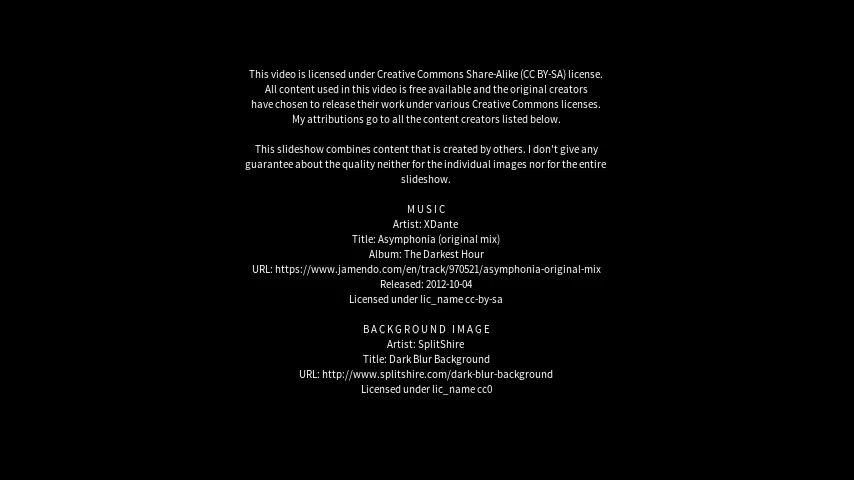 This video is licensed under Creative Commons Share-Alike (CC BY-SA) license.
All content used in this video is free available and the original creators
have chosen to release their work under various Creative Commons licenses.
My attributions go to all the content creators listed below.
This slideshow combines content that is created by others. I don't give any
guarantee about the quality neither for the individual images nor for the entire
slideshow.
MUSIC
Artist: XDante
Title: Asymphonia (original mix)
Album: The Darkest Hour
URL: https://www.jamendo.com/en/track/970521/asymphonia-original-mix
Released: 2012-10-04
Licensed under lic_name cc-by-sa
BACKGROUND IMAGE
Artist: SplitShire
Title: Dark Blur Background
URL: http://www.splitshire.com/dark-blur-background
Licensed under lic_name cc0